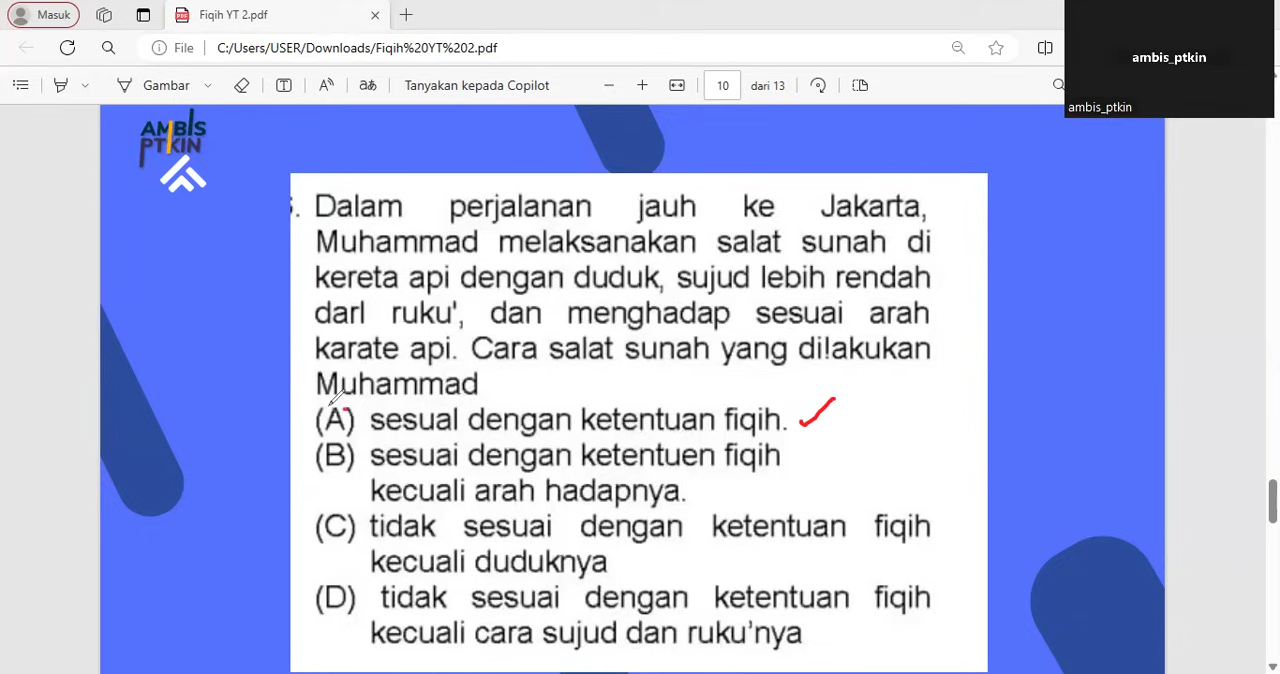 Masuk
Fiqih YT 2.pdf
File
C:/Users/USER/Downloads/Fiqih%20YT%202.pdf
Gambar
Tanyakan kepada Copilot
10
dari 13
ambis_ptkin
ambis_ptkin
AMBIS
PTKIN
. Dalam perjalanan jauh ke Jakarta,
Muhammad melaksanakan salat sunah di
kereta api dengan duduk, sujud lebih rendah
darl ruku', dan menghadap sesuai arah
karate api. Cara salat sunah yang di!akukan
Muhammad
(A) sesual dengan ketentuan fiqih.
(B) sesuai dengan ketentuen fiqih
kecuali arah hadapnya.
(C) tidak sesuai dengan ketentuan fiqih
kecuali duduknya
(D) tidak sesuai dengan ketentuan fiqih
kecuali cara sujud dan ruku’nya